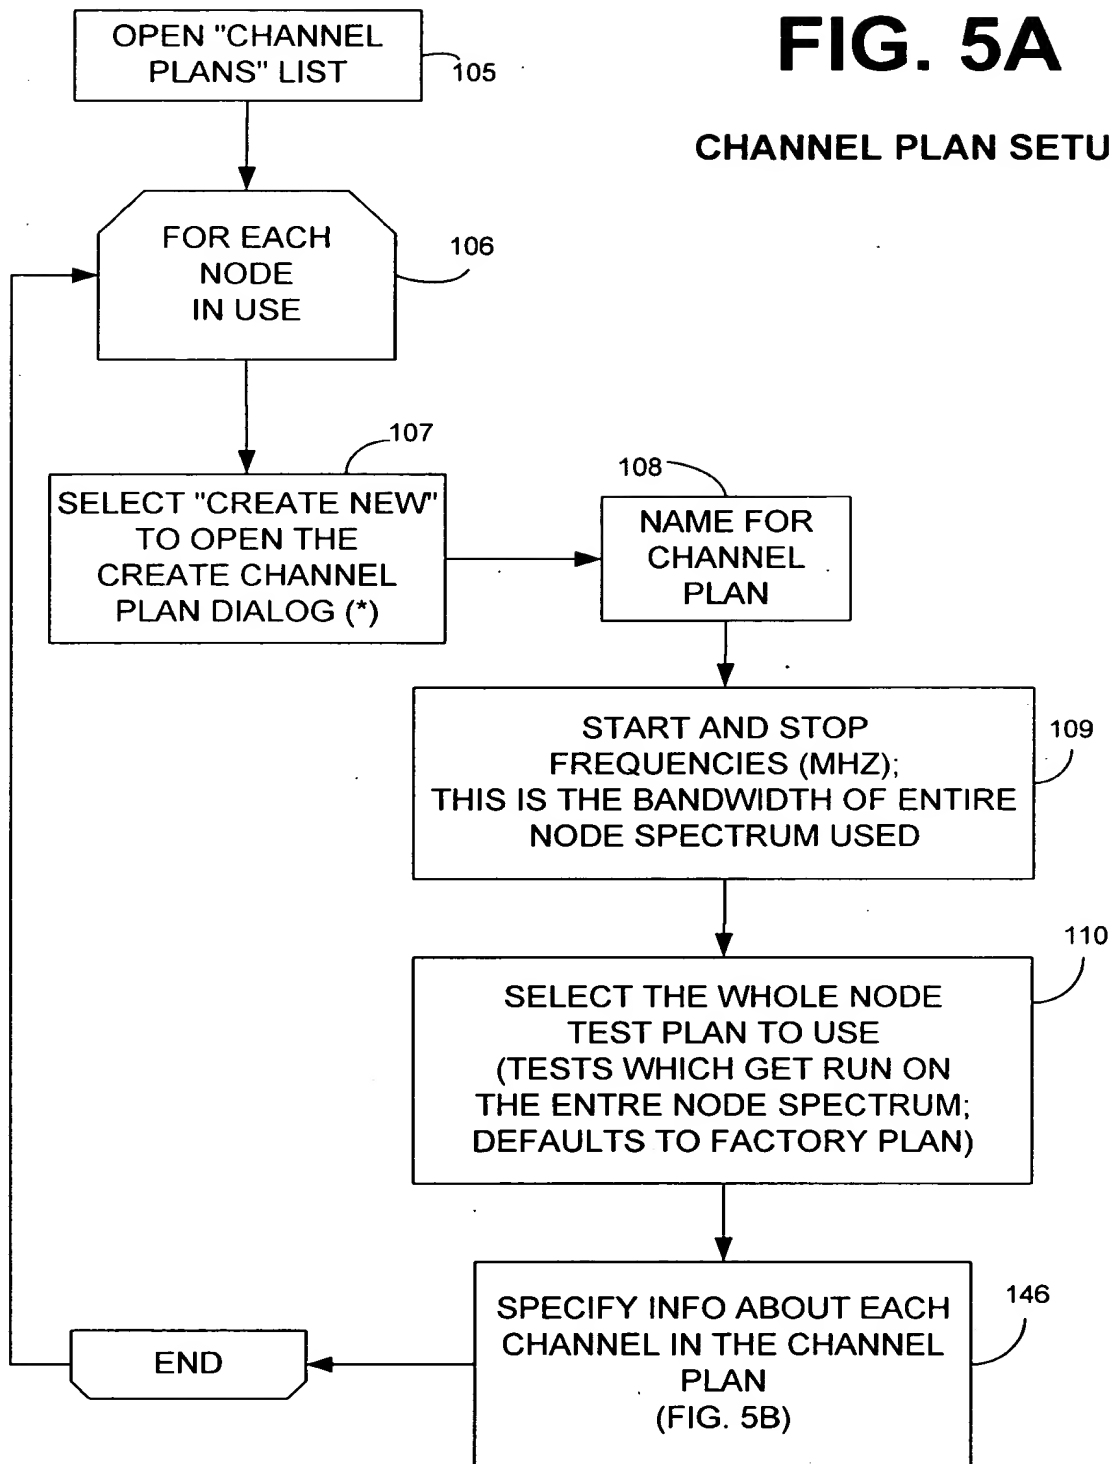 FIG. 5A
CHANNEL PLAN SETU
OPEN "CHANNEL
PLANS" LIST
105
FOR EACH
NODE
IN USE
106
107
SELECT "CREATE NEW"
TO OPEN THE
CREATE CHANNEL
PLAN DIALOG (*)
108
NAME FOR
CHANNEL
PLAN
START AND STOP
FREQUENCIES (MHZ);
THIS IS THE BANDWIDTH OF ENTIRE
NODE SPECTRUM USED
109
110
SELECT THE WHOLE NODE
TEST PLAN TO USE
(TESTS WHICH GET RUN ON
THE ENTRE NODE SPECTRUM;
DEFAULTS TO FACTORY PLAN)
146
SPECIFY INFO ABOUT EACH
CHANNEL IN THE CHANNEL
PLAN
(FIG. 5B)
END